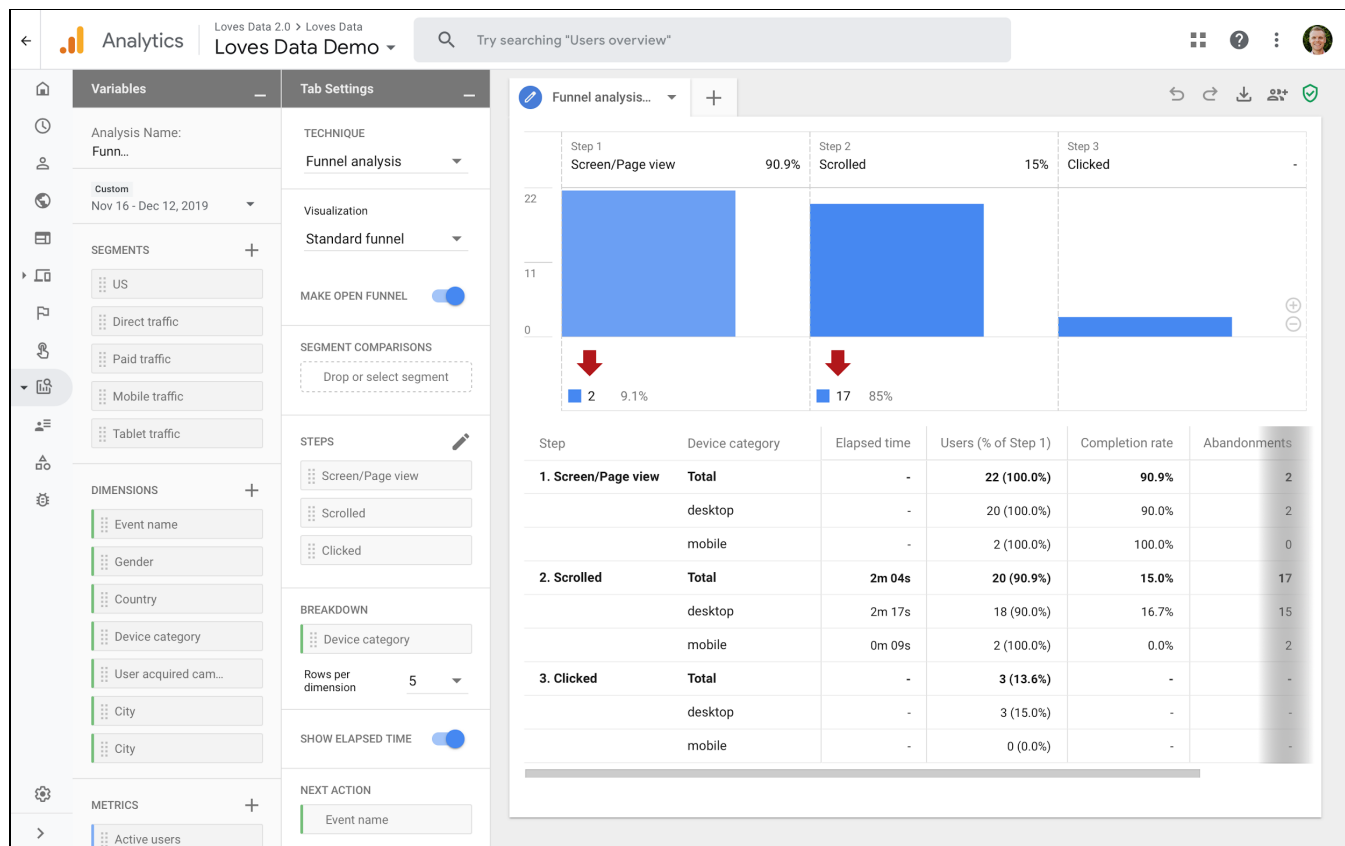 Analytics
Loves Data 2.0 > Loves Data
Loves Data Demo
Try searching "Users overview"
Variables
Analysis Name:
Funn...
Custom
Nov 16 - Dec 12, 2019
SEGMENTS
US
Direct traffic
Paid traffic
Mobile traffic
Tablet traffic
DIMENSIONS
Event name
Gender
Country
Device category
User acquired cam...
City
City
METRICS
Active users
Tab Settings
TECHNIQUE
Funnel analysis
Visualization
Standard funnel
MAKE OPEN FUNNEL
SEGMENT COMPARISONS
Drop or select segment
STEPS
Screen/Page view
Scrolled
Clicked
BREAKDOWN
Device category
Rows per
dimension
5
SHOW ELAPSED TIME
NEXT ACTION
Event name
Funnel analysis...
Step 1
Screen/Page view 90.9%
Step 2
Scrolled 15%
Step 3
Clicked -
22
11
0
2 9.1%
17 85%
Step Device category Elapsed time Users (% of Step 1) Completion rate Abandonments
1. Screen/Page view Total - 22 (100.0%) 90.9% 2
desktop - 20 (100.0%) 90.0% 2
mobile - 2 (100.0%) 100.0% 0
2. Scrolled Total 2m 04s 20 (90.9%) 15.0% 17
desktop 2m 17s 18 (90.0%) 16.7% 15
mobile 0m 09s 2 (100.0%) 0.0% 2
3. Clicked Total - 3 (13.6%) - -
desktop - 3 (15.0%) - -
mobile - 0 (0.0%) - -